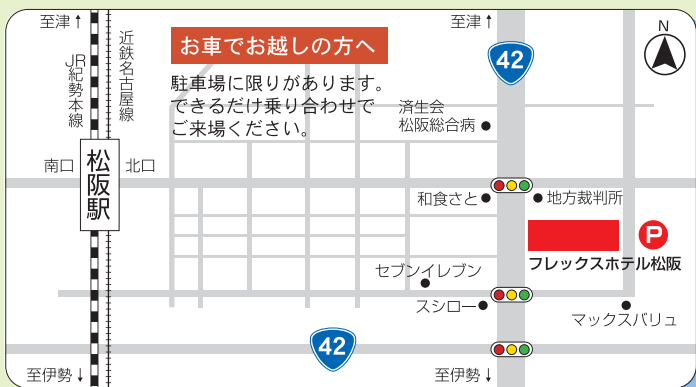 至津↑
近鉄名古屋線
JR紀勢本線
お車でお越しの方へ
駐車場に限りがあります。
できるだけ乗り合わせで
ご来場ください。
至津↑
42
N
済生会
松阪総合病
南口
松阪駅
北口
和食さと
地方裁判所
P
フレックスホテル松阪
セブンイレブン
スシロー
マックスバリュ
42
至伊勢↓
至伊勢↓